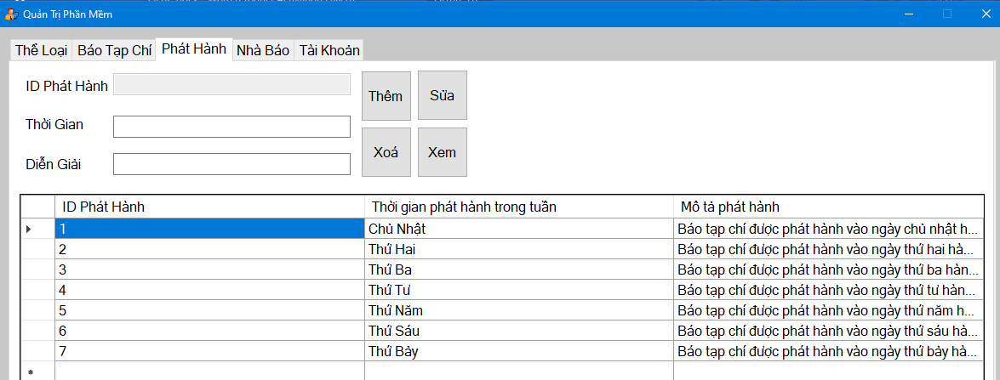 Quản Trị Phần Mềm
Thể Loại Báo Tạp Chí Phát Hành Nhà Báo Tài Khoản
ID Phát Hành Thêm Sửa
Thời Gian
Diễn Giải Xoá Xem
ID Phát Hành Thời gian phát hành trong tuần Mô tả phát hành
1 Chủ Nhật Báo tạp chí được phát hành vào ngày chủ nhật h...
2 Thứ Hai Báo tạp chí được phát hành vào ngày thứ hai hà...
3 Thứ Ba Báo tạp chí được phát hành vào ngày thứ ba hàn...
4 Thứ Tư Báo tạp chí được phát hành vào ngày thứ tư hàn...
5 Thứ Năm Báo tạp chí được phát hành vào ngày thứ năm h...
6 Thứ Sáu Báo tạp chí được phát hành vào ngày thứ sáu hà...
7 Thứ Bảy Báo tạp chí được phát hành vào ngày thứ bảy hà...